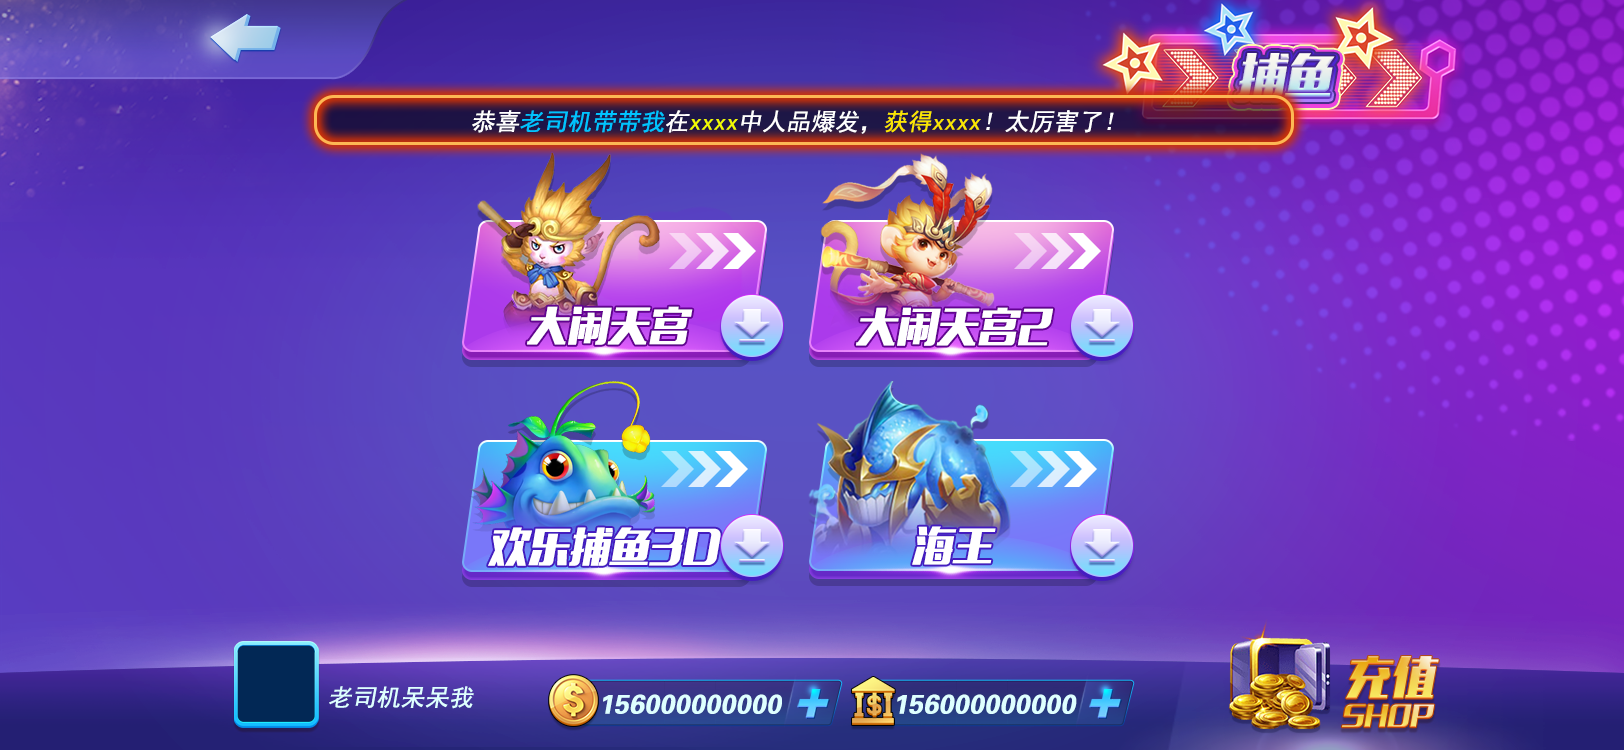 捕鱼
恭喜老司机带带我在xxxx中人品爆发，获得xxxx！太厉害了！
大闹天宫
大闹天宫2
欢乐捕鱼3D
海王
老司机呆呆我
156000000000
156000000000
充值
SHOP